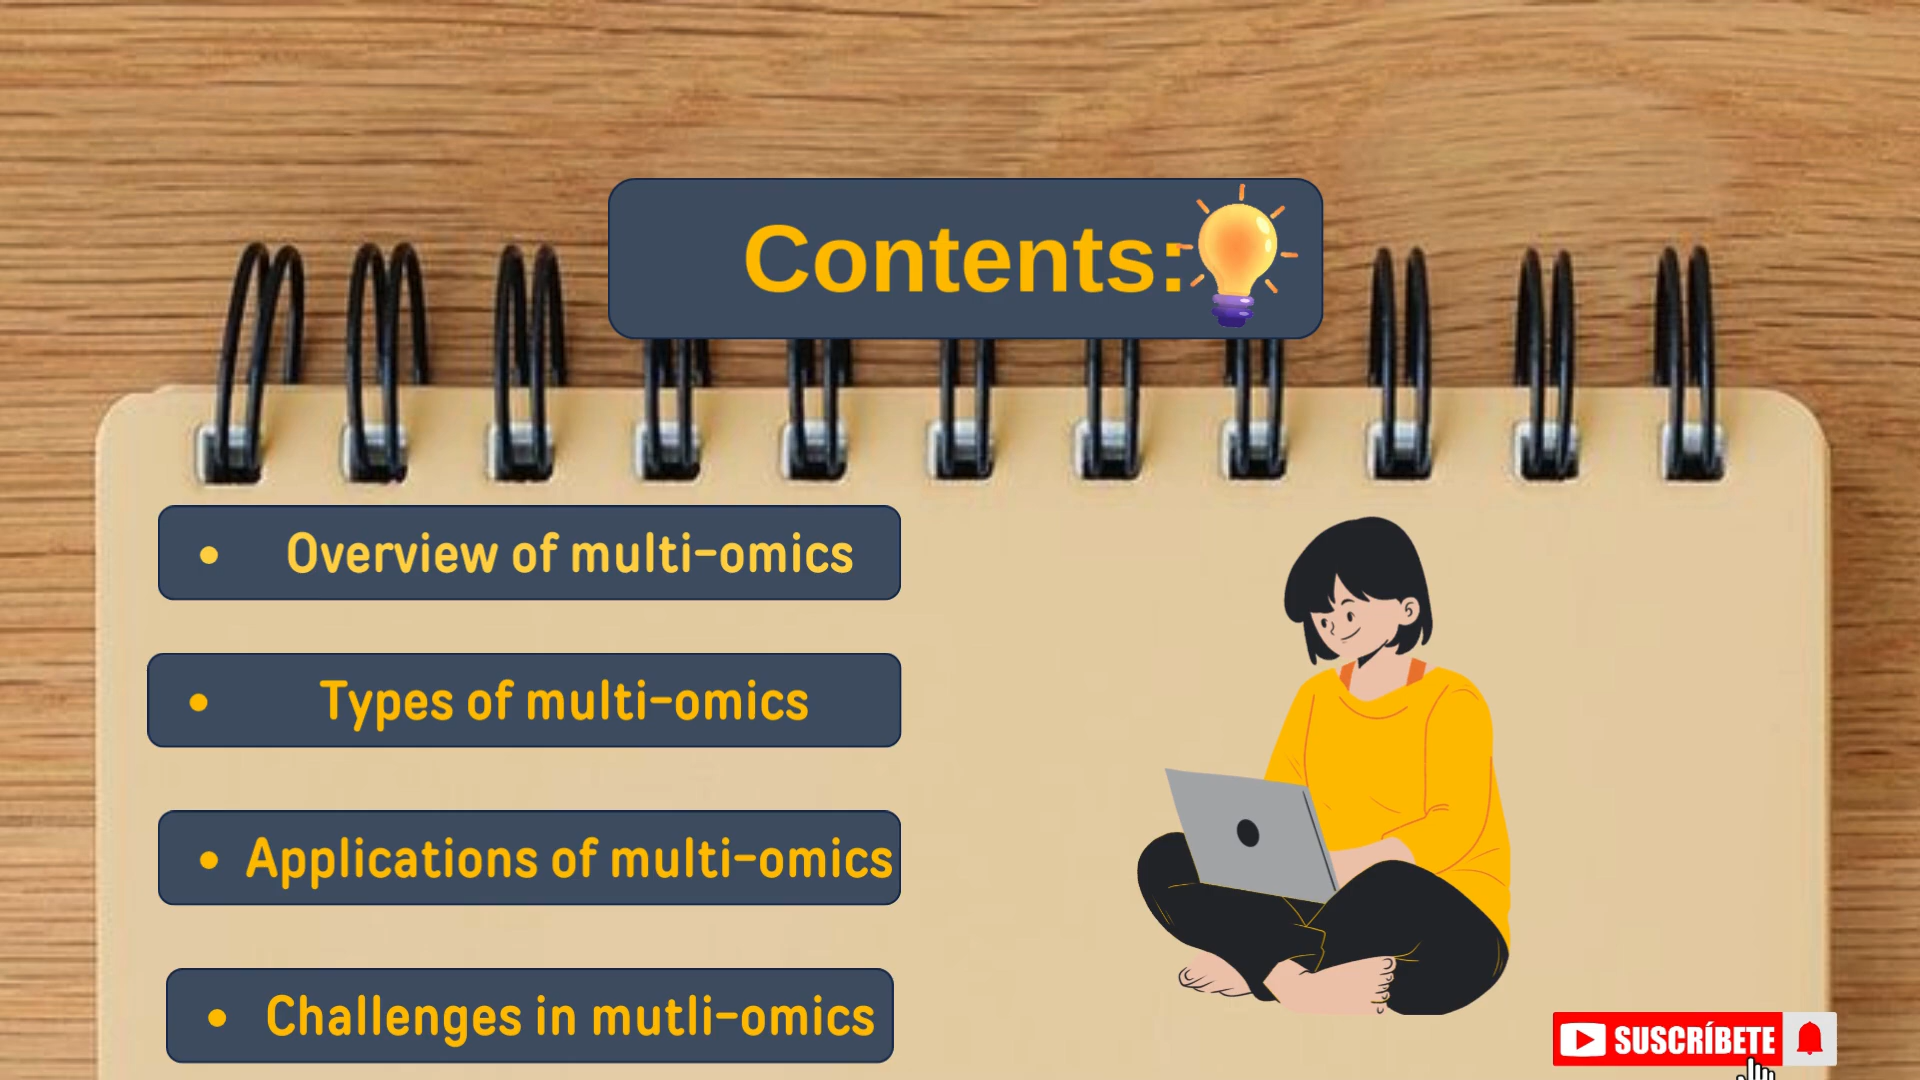 Contents:
• Overview of multi-omics
• Types of multi-omics
• Applications of multi-omics
• Challenges in mutli-omics
SUSCRÍBETE